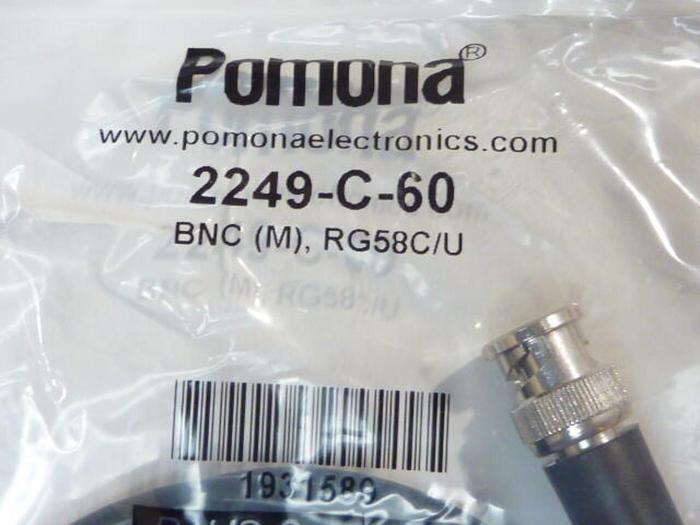 Pomona®
www.pomonaelectronics.com
2249-C-60
BNC (M), RG58C/U
1931589